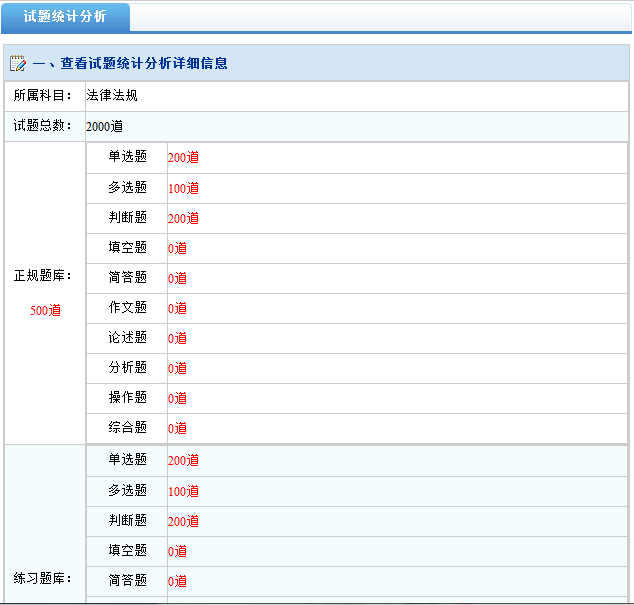 试题统计分析
一、查看试题统计分析详细信息
所属科目： 法律法规
试题总数： 2000道
正规题库：
500道
单选题 200道
多选题 100道
判断题 200道
填空题 0道
简答题 0道
作文题 0道
论述题 0道
分析题 0道
操作题 0道
综合题 0道
练习题库：
单选题 200道
多选题 100道
判断题 200道
填空题 0道
简答题 0道